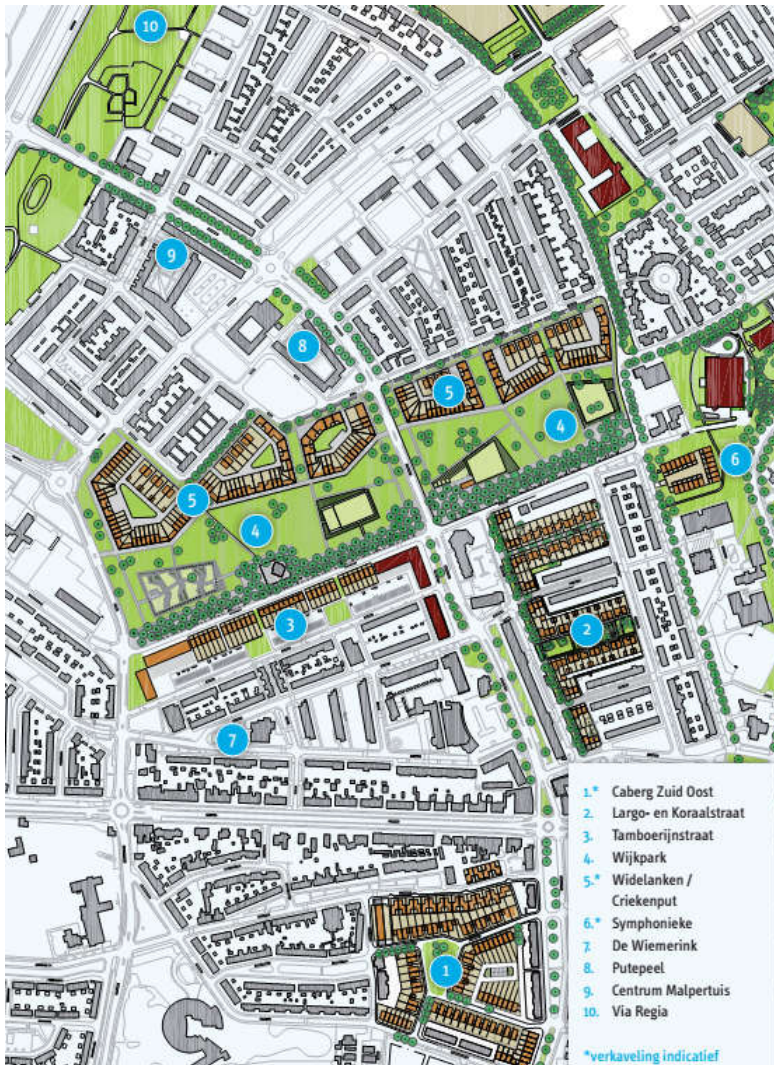 10
9
8
5
4
6
5
4
3
2
7
1
1.* Caberg Zuid Oost
2. Largo- en Koraalstraat
3. Tamboerijnstraat
4. Wijkpark
5.* Widelanken /
Criekenput
6.* Symphonieke
7. De Wiemerink
8. Putepeel
9. Centrum Malpertuis
10. Via Regia
*verkaveling indicatief